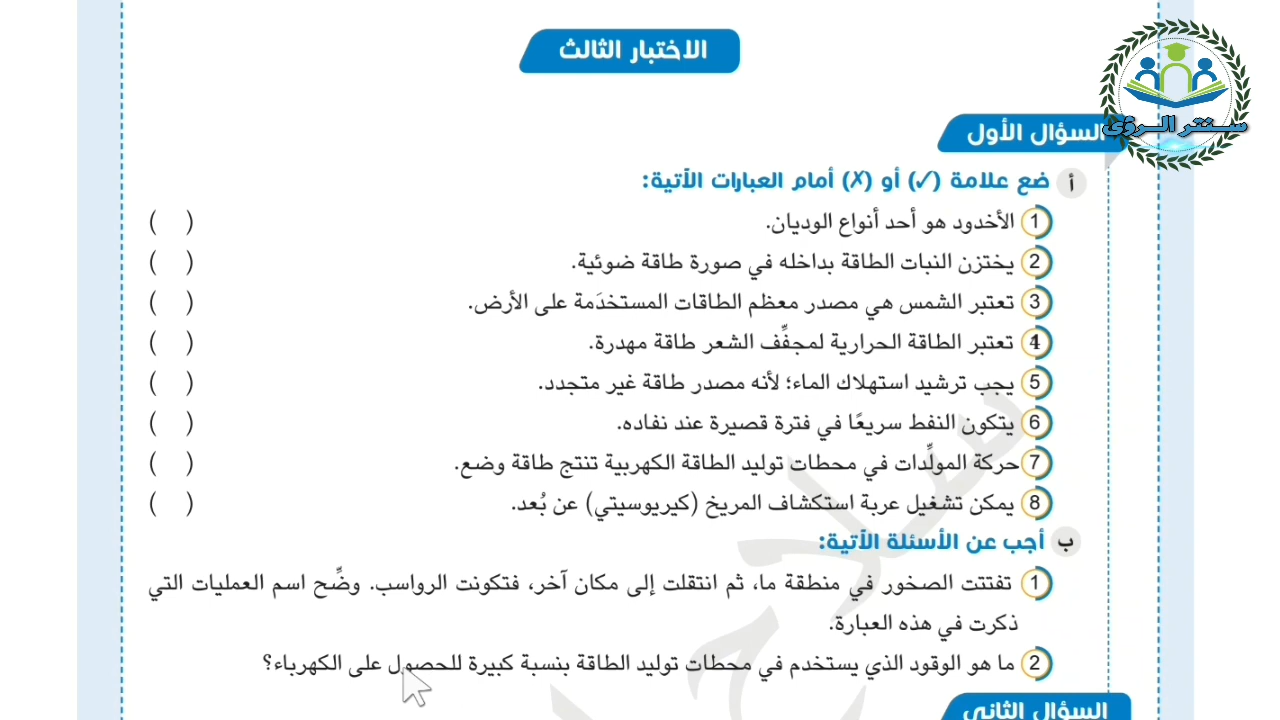 الاختبار الثالث
سنتر الرؤى
السؤال الأول
أ ضع علامة (✓) أو (✗) أمام العبارات الآتية:
1 الأخدود هو أحد أنواع الوديان. ( )
2 يختزن النبات الطاقة بداخله في صورة طاقة ضوئية. ( )
3 تعتبر الشمس هي مصدر معظم الطاقات المستخدَمة على الأرض. ( )
4 تعتبر الطاقة الحرارية لمجفِّف الشعر طاقة مهدرة. ( )
5 يجب ترشيد استهلاك الماء؛ لأنه مصدر طاقة غير متجدد. ( )
6 يتكون النفط سريعًا في فترة قصيرة عند نفاده. ( )
7 حركة المولِّدات في محطات توليد الطاقة الكهربية تنتج طاقة وضع. ( )
8 يمكن تشغيل عربة استكشاف المريخ (كيريوسيتي) عن بُعد. ( )
ب أجب عن الأسئلة الآتية:
1 تفتتت الصخور في منطقة ما، ثم انتقلت إلى مكان آخر، فتكونت الرواسب. وضِّح اسم العمليات التي
ذكرت في هذه العبارة.
2 ما هو الوقود الذي يستخدم في محطات توليد الطاقة بنسبة كبيرة للحصول على الكهرباء؟
السؤال الثاني